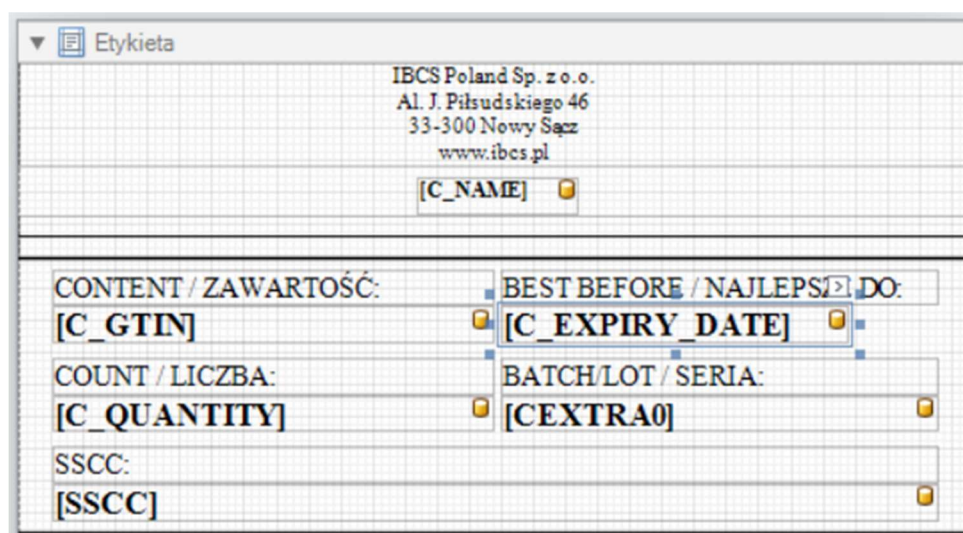 Etykieta
IBCS Poland Sp. z o.o.
Al. J. Piłsudskiego 46
33-300 Nowy Sącz
www.ibcs.pl
[C_NAME]
CONTENT / ZAWARTOŚĆ: BEST BEFORE / DO:
[C_GTIN] [C_EXPIRY_DATE]
COUNT / LICZBA: BATCH/LOT / SERIA:
[C_QUANTITY] [CEXTRA0]
SSCC:
[SSCC]